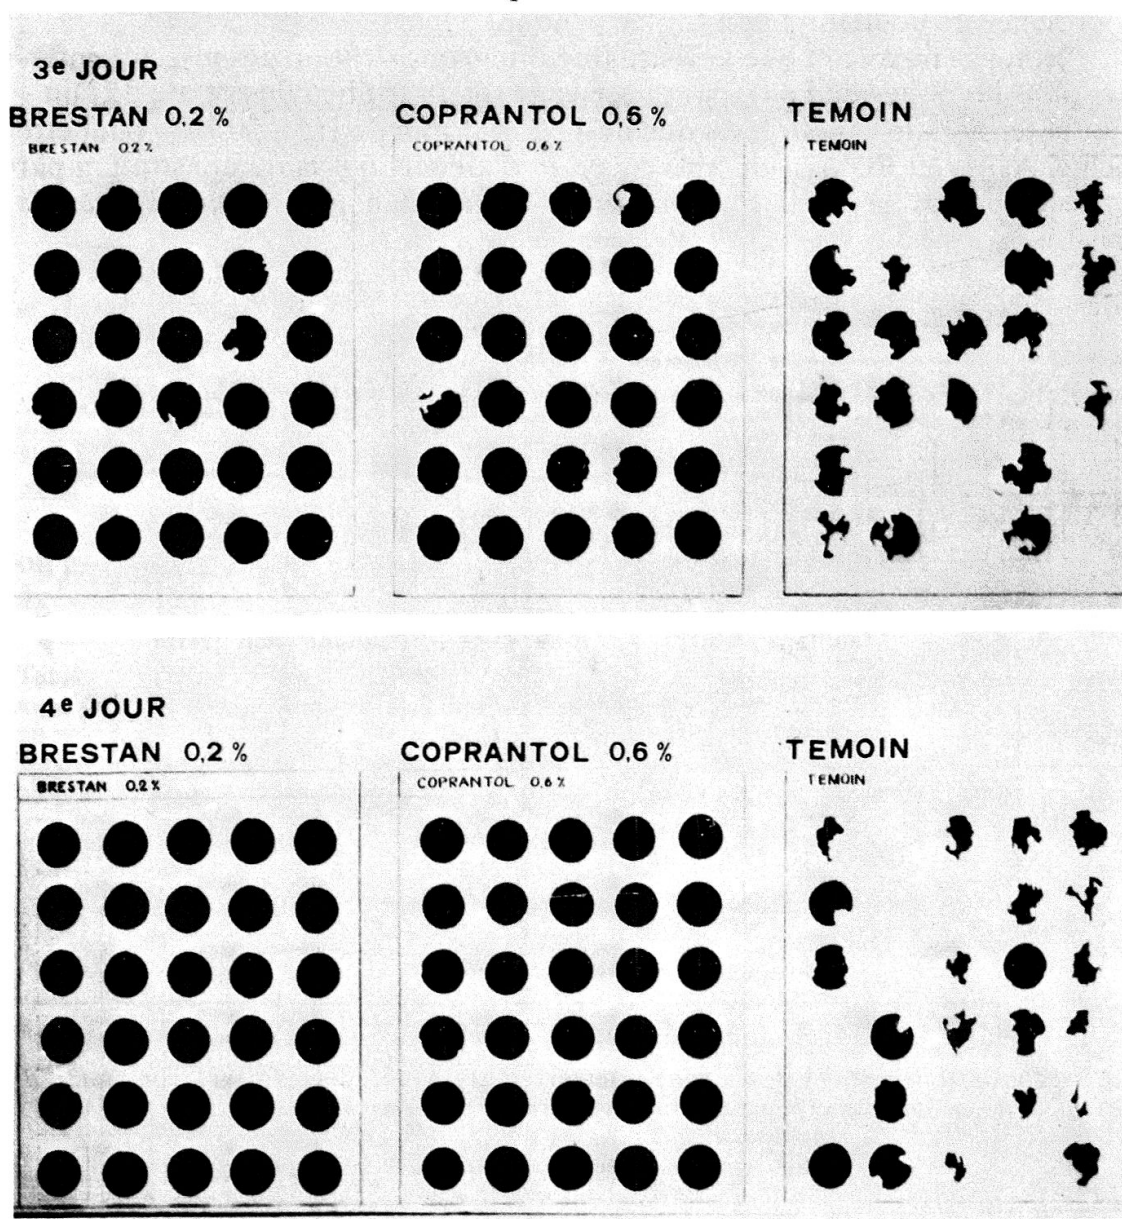 3e JOUR
BRESTAN 0,2 % COPRANTOL 0,6 % TEMOIN
BRESTAN 0.2 % COPRANTOL 0.6 % TEMOIN
4e JOUR
BRESTAN 0,2 % COPRANTOL 0,6 % TEMOIN
BRESTAN 0.2 % COPRANTOL 0.6 % TEMOIN